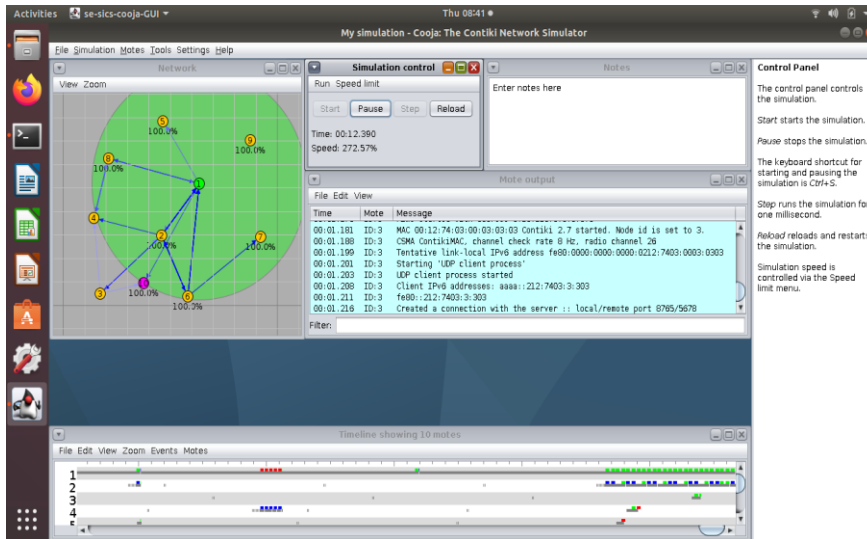 Activities se-sics-cooja-GUI Thu 08:41
My simulation - Cooja: The Contiki Network Simulator
File Simulation Motes Tools Settings Help
Network
View Zoom
5
100.0%
9
100.0%
8
100.0%
1
4
2
100.0%
7
100.0%
3
100.0%
6
100.0%
Simulation control
Run Speed limit
Start Pause Step Reload
Time: 00:12.390
Speed: 272.57%
Notes
Enter notes here
Mote output
File Edit View
Time Mote Message
00:01.181 ID:3 MAC 00:12:74:03:00:03:03:03 Contiki 2.7 started. Node id is set to 3.
00:01.188 ID:3 CSMA ContikiMAC, channel check rate 8 Hz, radio channel 26
00:01.199 ID:3 Tentative link-local IPv6 address fe80:0000:0000:0000:0212:7403:0003:0303
00:01.201 ID:3 Starting 'UDP client process'
00:01.203 ID:3 UDP client process started
00:01.208 ID:3 Client IPv6 addresses: aaaa::212:7403:3:303
00:01.211 ID:3 fe80::212:7403:3:303
00:01.216 ID:3 Created a connection with the server :: local/remote port 8765/5678
Filter:
Control Panel
The control panel controls
the simulation.
Start starts the simulation.
Pause stops the simulation.
The keyboard shortcut for
starting and pausing the
simulation is Ctrl+S.
Step runs the simulation for
one millisecond.
Reload reloads and restarts
the simulation.
Simulation speed is
controlled via the Speed
limit menu.
Timeline showing 10 motes
File Edit View Zoom Events Motes
1
2
3
4
5